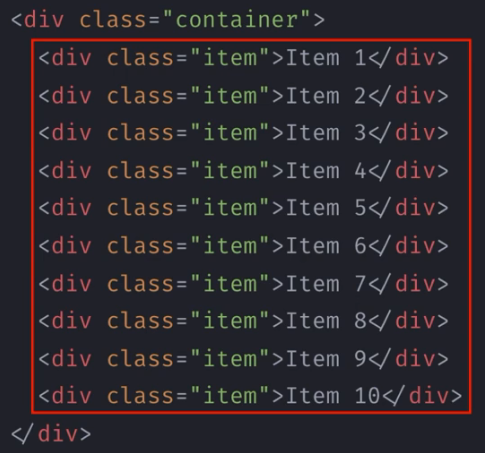 <div class="container">
<div class="item">Item 1</div>
<div class="item">Item 2</div>
<div class="item">Item 3</div>
<div class="item">Item 4</div>
<div class="item">Item 5</div>
<div class="item">Item 6</div>
<div class="item">Item 7</div>
<div class="item">Item 8</div>
<div class="item">Item 9</div>
<div class="item">Item 10</div>
</div>